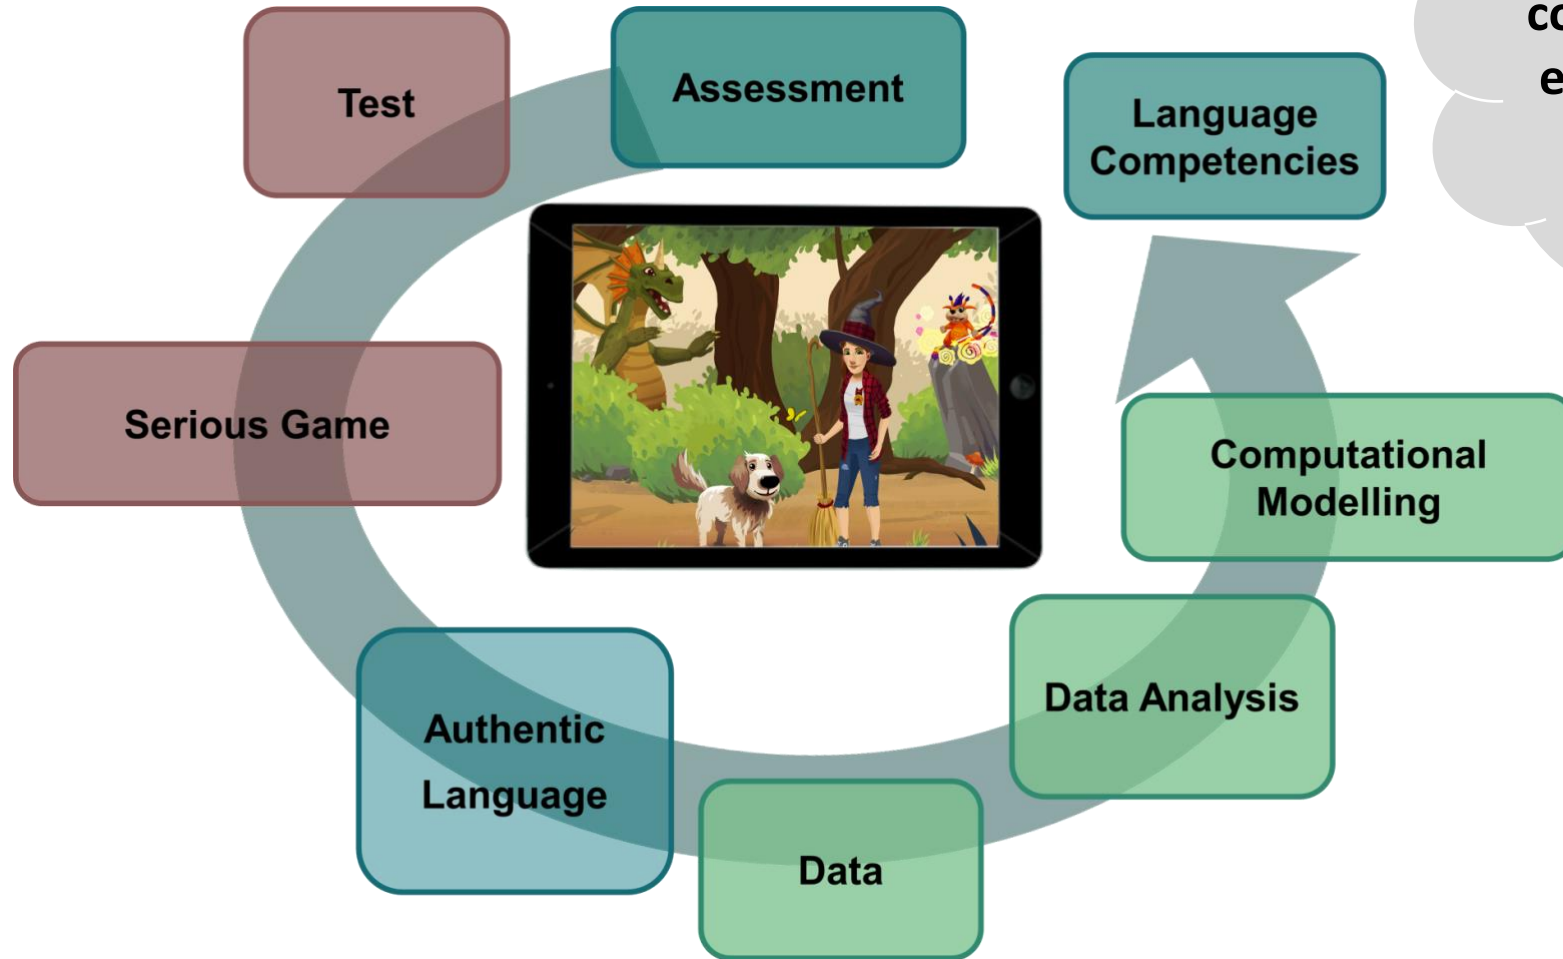 Test
Assessment
Language
Competencies
Serious Game
Computational
Modelling
Authentic
Language
Data Analysis
Data